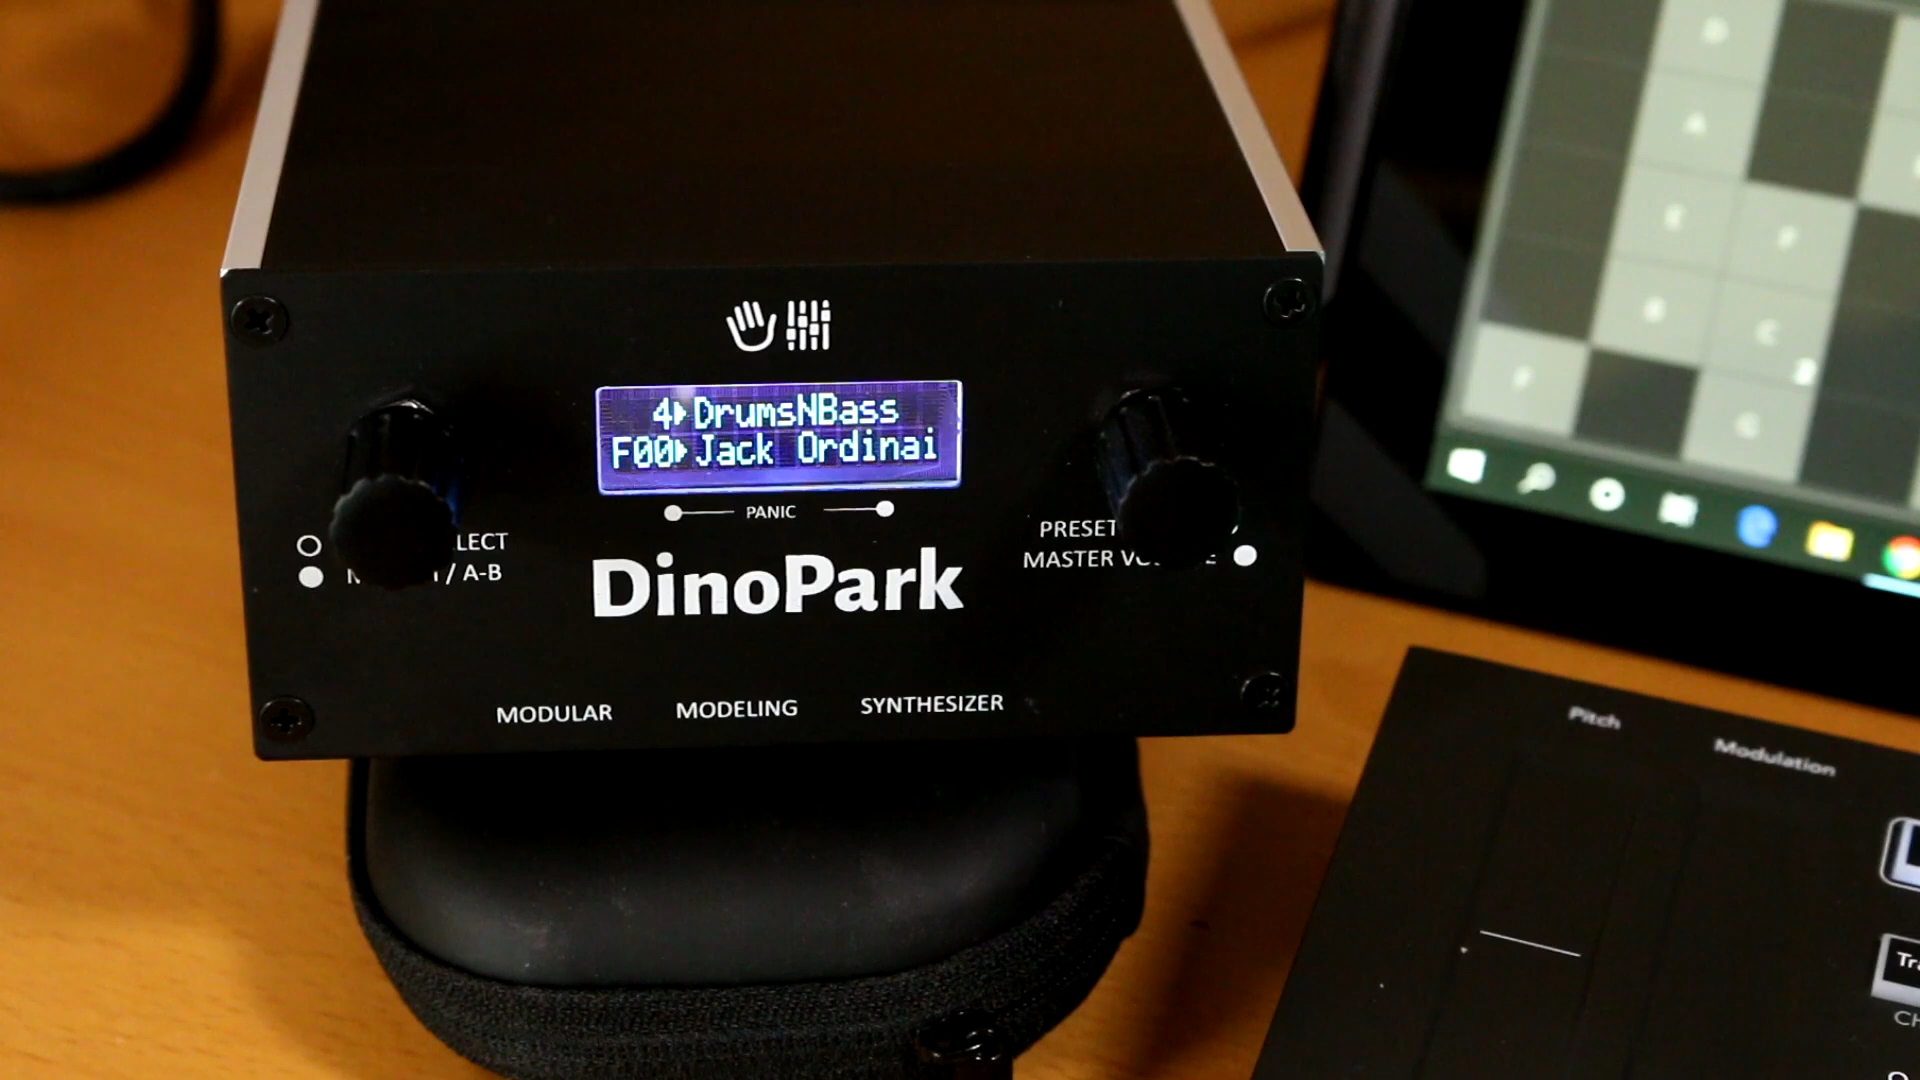 4▶DrumsNBass
F00▶Jack Ordinai
PANIC
LECT
/ A-B
PRESET
MASTER
DinoPark
MODULAR MODELING SYNTHESIZER
Pitch
Modulation